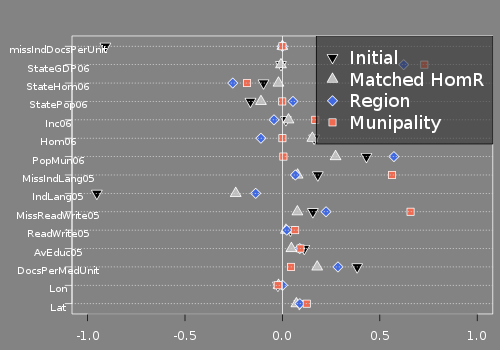 missIndDocsPerUnit
StateGDP06
StateHom06
StatePop06
Inc06
Hom06
PopMun06
MissIndLang05
IndLang05
MissReadWrite05
ReadWrite05
AvEduc05
DocsPerMedUnit
Lon
Lat
Initial
Matched HomR
Region
Munipality
-1.0
-0.5
0.0
0.5
1.0